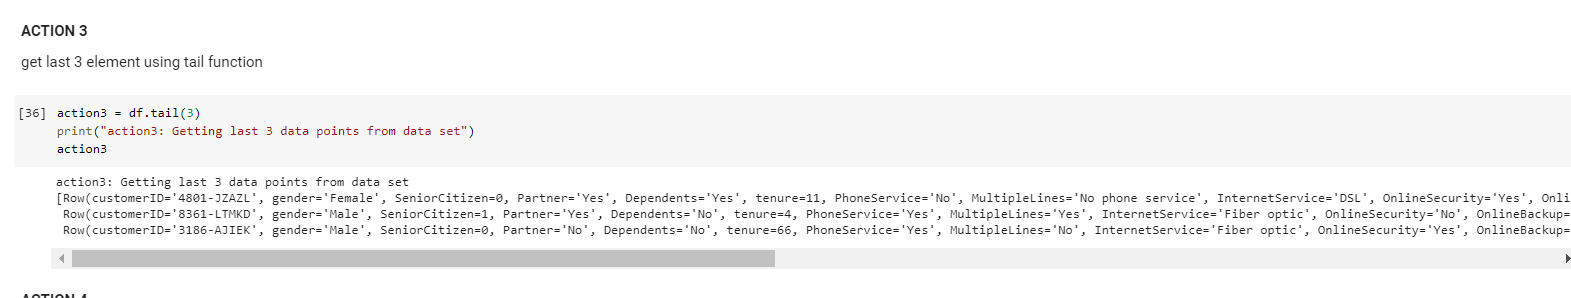 ACTION 3
get last 3 element using tail function
[36] action3 = df.tail(3)
print("action3: Getting last 3 data points from data set")
action3
action3: Getting last 3 data points from data set
[Row(customerID='4801-JZAZL', gender='Female', SeniorCitizen=0, Partner='Yes', Dependents='Yes', tenure=11, PhoneService='No', MultipleLines='No phone service', InternetService='DSL', OnlineSecurity='Yes', Onli
Row(customerID='8361-LTMKD', gender='Male', SeniorCitizen=1, Partner='Yes', Dependents='No', tenure=4, PhoneService='Yes', MultipleLines='Yes', InternetService='Fiber optic', OnlineSecurity='No', OnlineBackup=
Row(customerID='3186-AJIEK', gender='Male', SeniorCitizen=0, Partner='No', Dependents='No', tenure=66, PhoneService='Yes', MultipleLines='No', InternetService='Fiber optic', OnlineSecurity='Yes', OnlineBackup=
ACTION 4